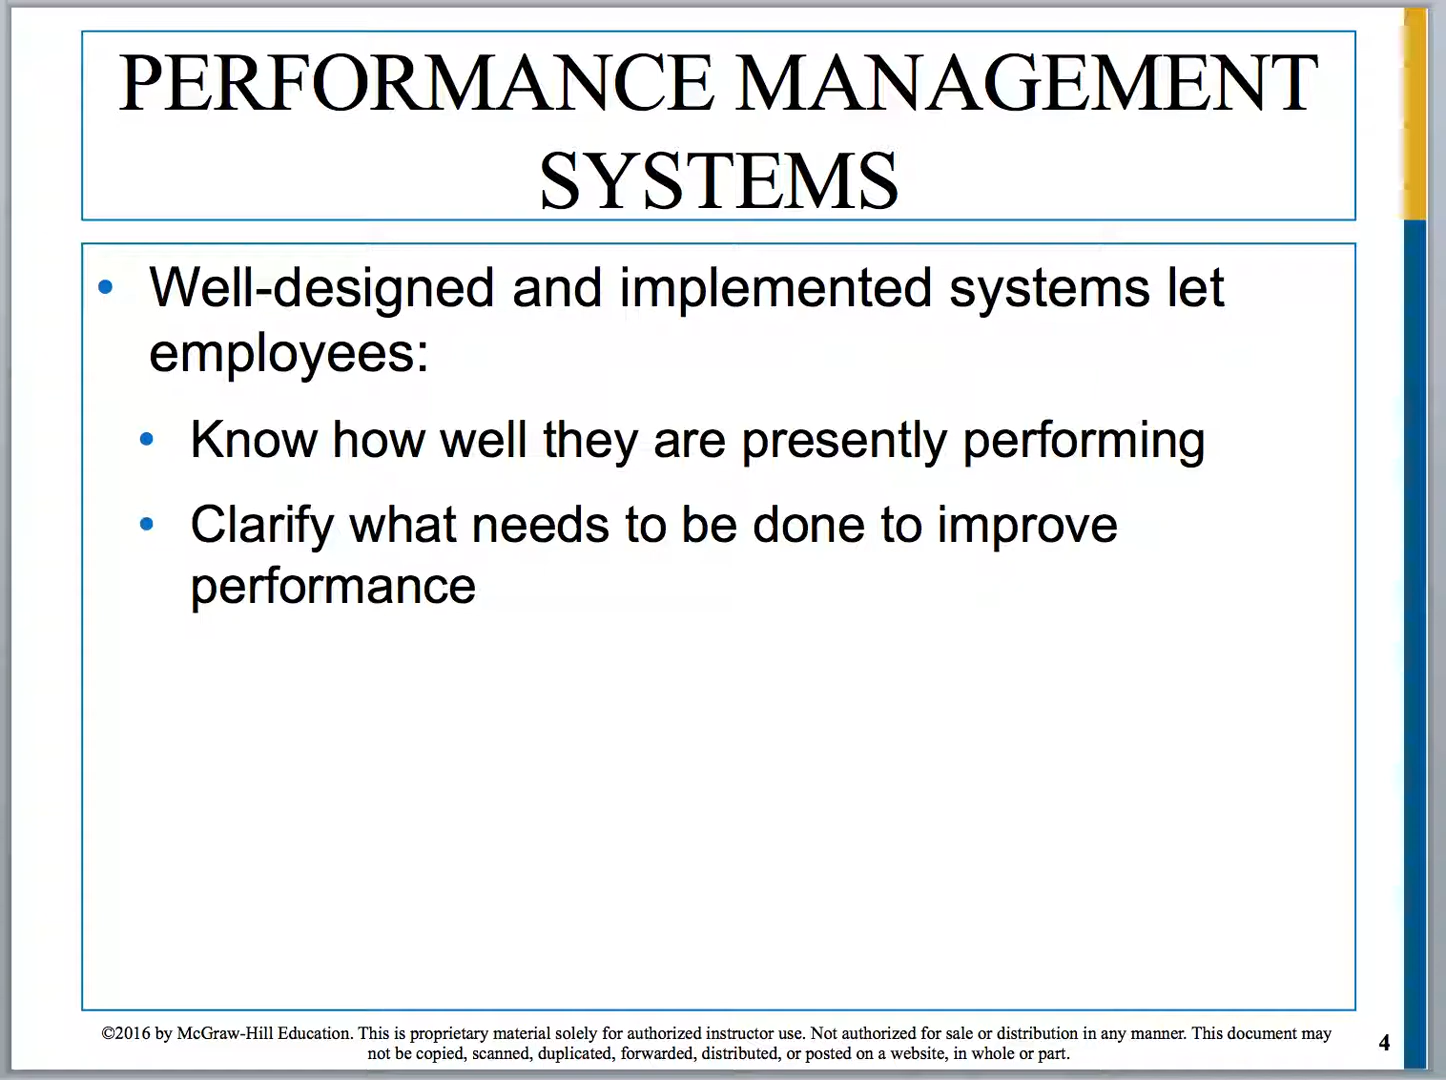 PERFORMANCE MANAGEMENT
SYSTEMS
• Well-designed and implemented systems let
employees:
• Know how well they are presently performing
• Clarify what needs to be done to improve
performance
©2016 by McGraw-Hill Education. This is proprietary material solely for authorized instructor use. Not authorized for sale or distribution in any manner. This document may
not be copied, scanned, duplicated, forwarded, distributed, or posted on a website, in whole or part.
4